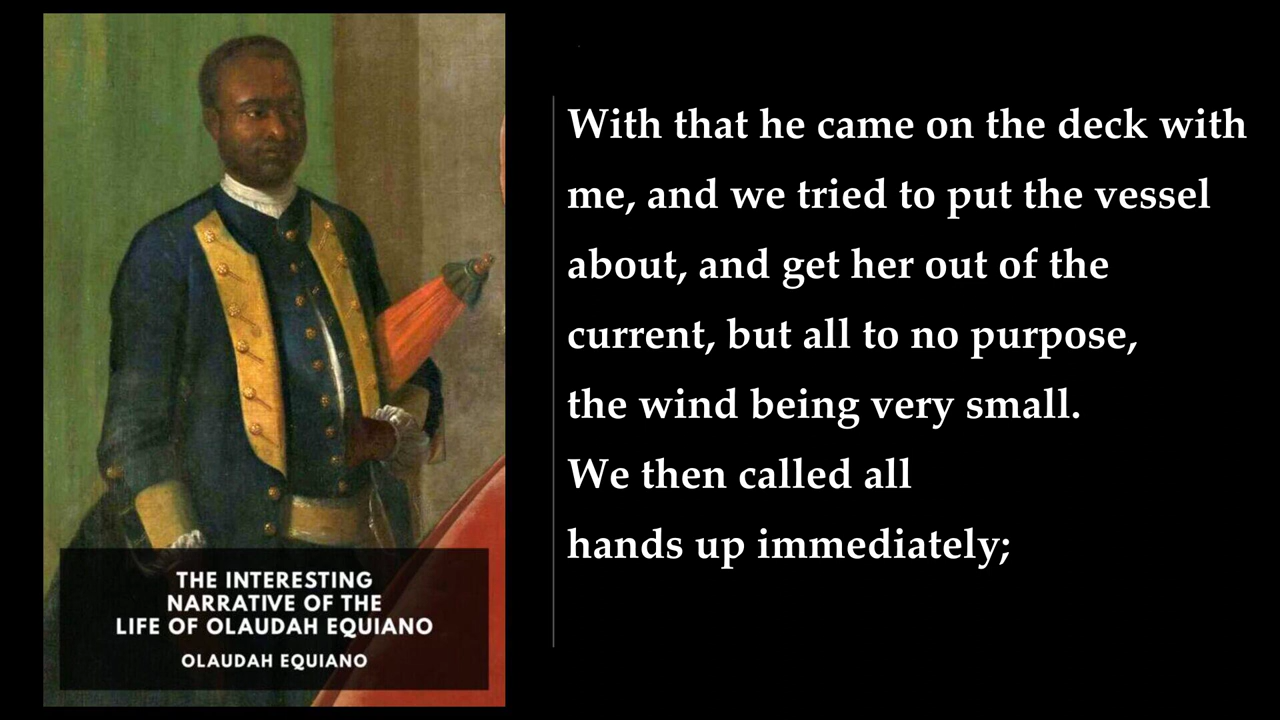 THE INTERESTING
NARRATIVE OF THE
LIFE OF OLAUDAH EQUIANO
OLAUDAH EQUIANO
With that he came on the deck with
me, and we tried to put the vessel
about, and get her out of the
current, but all to no purpose,
the wind being very small.
We then called all
hands up immediately;